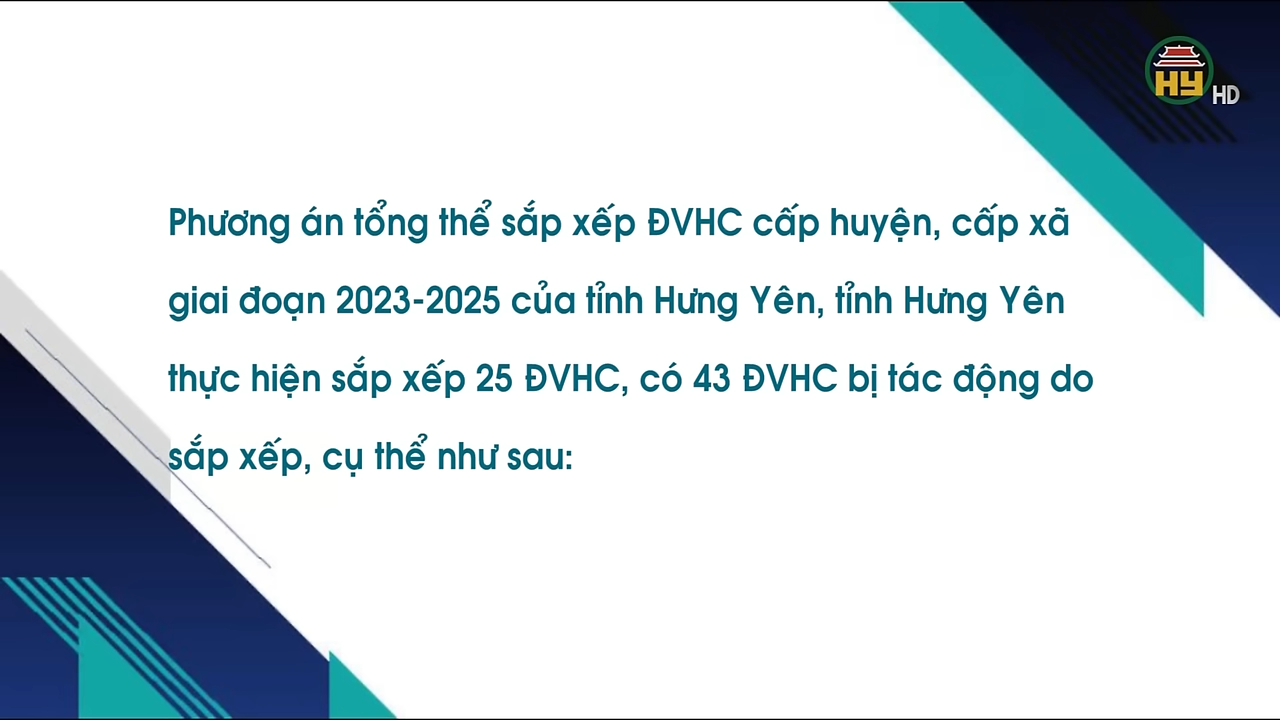 HY HD
Phương án tổng thể sắp xếp ĐVHC cấp huyện, cấp xã
giai đoạn 2023-2025 của tỉnh Hưng Yên, tỉnh Hưng Yên
thực hiện sắp xếp 25 ĐVHC, có 43 ĐVHC bị tác động do
sắp xếp, cụ thể như sau: